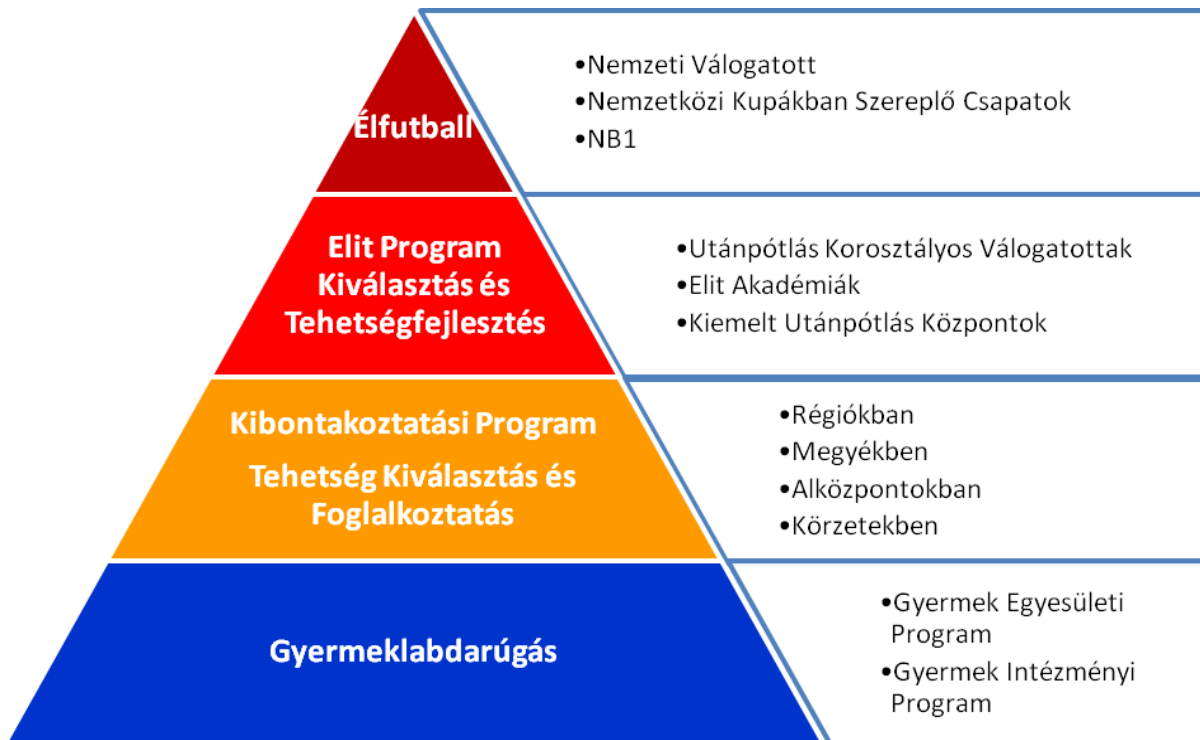 Élfutball
•Nemzeti Válogatott
•Nemzetközi Kupákban Szereplő Csapatok
•NB1
Elit Program
Kiválasztás és
Tehetségfejlesztés
•Utánpótlás Korosztályos Válogatottak
•Elit Akadémiák
•Kiemelt Utánpótlás Központok
Kibontakoztatási Program
Tehetség Kiválasztás és
Foglalkoztatás
•Régiókban
•Megyékben
•Alközpontokban
•Körzetekben
Gyermeklabdarúgás
•Gyermek Egyesületi
Program
•Gyermek Intézményi
Program